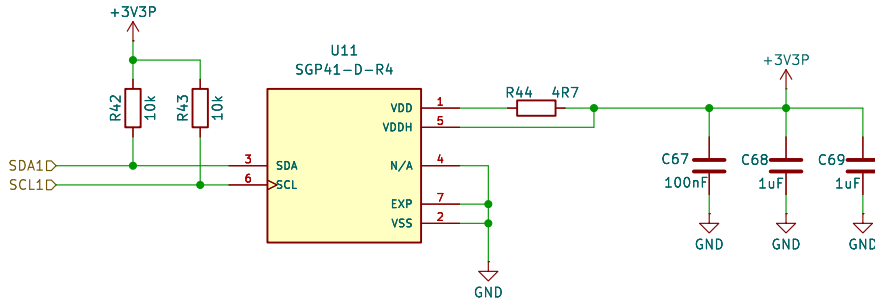 +3V3P
U11
SGP41-D-R4
+3V3P
R42
10k
R43
10k
VDD
1
R44
4R7
VDDH
5
SDA1
3
SDA
N/A
4
SCL1
6
SCL
EXP
7
VSS
2
C67
100nF
C68
1uF
C69
1uF
GND
GND
GND
GND